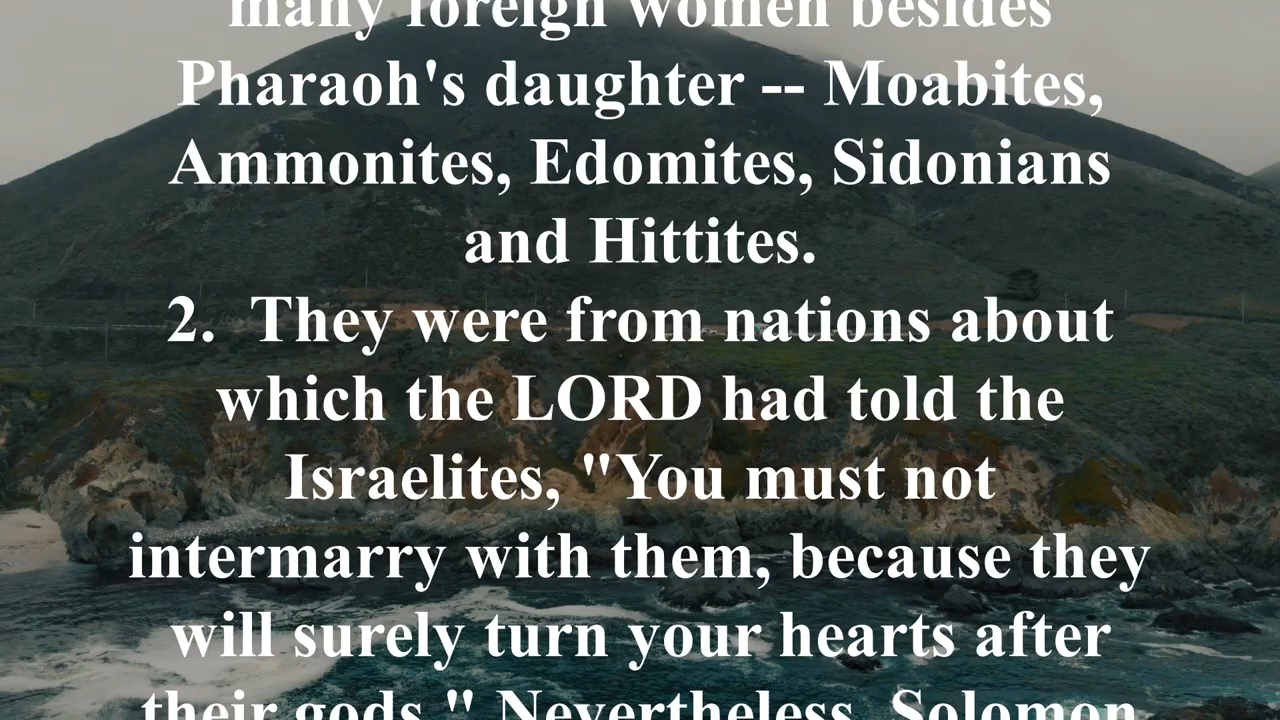 many foreign women besides
Pharaoh's daughter -- Moabites,
Ammonites, Edomites, Sidonians
and Hittites.
2.  They were from nations about
which the LORD had told the
Israelites, "You must not
intermarry with them, because they
will surely turn your hearts after
their gods." Nevertheless, Solomon